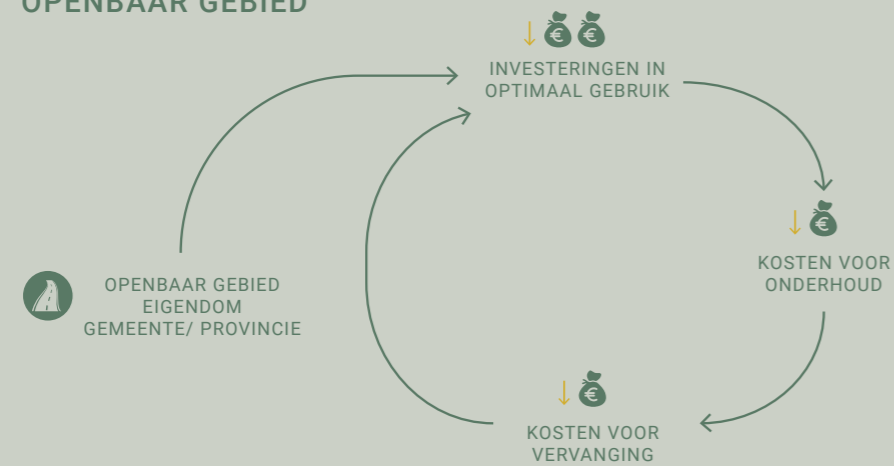 OPENBAAR GEBIED
INVESTERINGEN IN
OPTIMAAL GEBRUIK
KOSTEN VOOR
ONDERHOUD
OPENBAAR GEBIED
EIGENDOM
GEMEENTE/ PROVINCIE
KOSTEN VOOR
VERVANGING